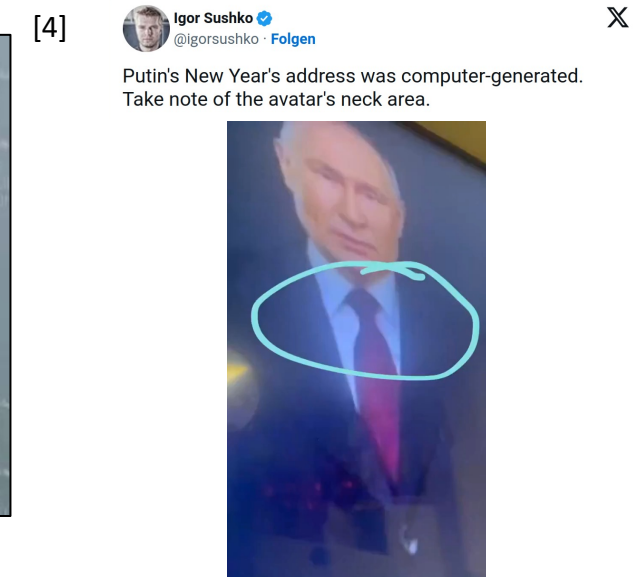 [4]
Igor Sushko
@igorsushko · Folgen
Putin's New Year's address was computer-generated.
Take note of the avatar's neck area.